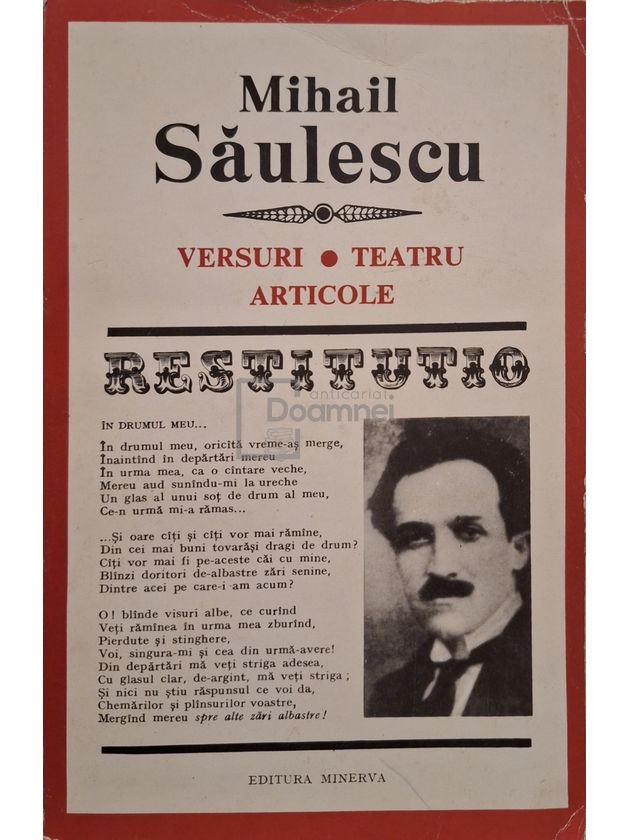 Mihail
Săulescu
VERSURI ● TEATRU
ARTICOLE
RESTITUTIO
anticariat
Doamnei
ÎN DRUMUL MEU...
În drumul meu, oricîtă vreme-aş merge,
Înaintînd în depărtări mereu
În urma mea, ca o cîntare veche,
Mereu aud sunîndu-mi la ureche
Un glas al unui soţ de drum al meu,
Ce-n urmă mi-a rămas...
...Şi oare cîţi şi cîţi vor mai rămîne,
Din cei mai buni tovarăşi dragi de drum?
Cîţi vor mai fi pe-aceste căi cu mine,
Blînzi doritori de-albastre zări senine,
Dintre acei pe care-i am acum?
O! blînde visuri albe, ce curînd
Veţi rămînea în urma mea zburînd,
Pierdute şi stinghere,
Voi, singura-mi şi cea din urmă-avere!
Din depărtări mă veţi striga adesea,
Cu glasul clar, de-argint, mă veţi striga;
Şi nici nu ştiu răspunsul ce voi da,
Chemărilor şi plînsurilor voastre,
Mergînd mereu spre alte zări albastre!
EDITURA MINERVA